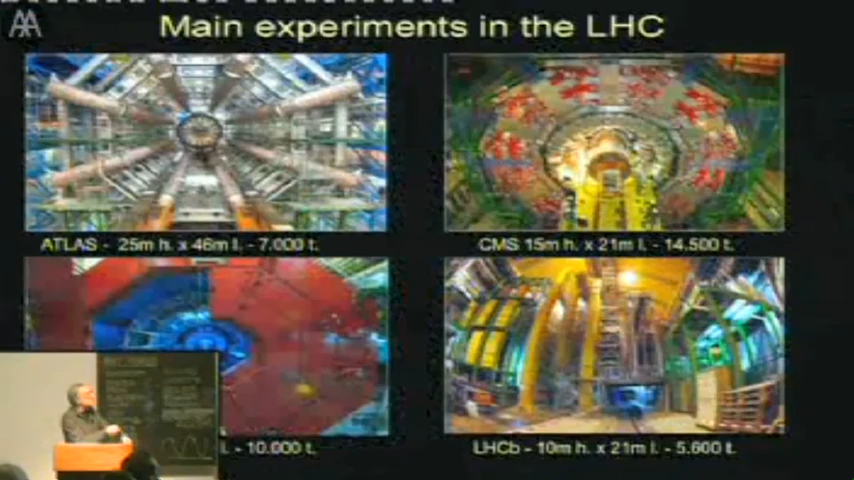 AA
Main experiments in the LHC
ATLAS - 25m h. x 46m l. - 7.000 t.
CMS 15m h. x 21m l. - 14.500 t.
l. - 10.000 t.
LHCb - 10m h. x 21m l. - 5.600 t.